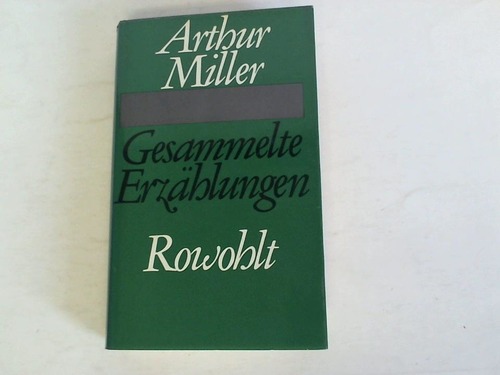 Arthur
Miller
Gesammelte
Erzählungen
Rowohlt